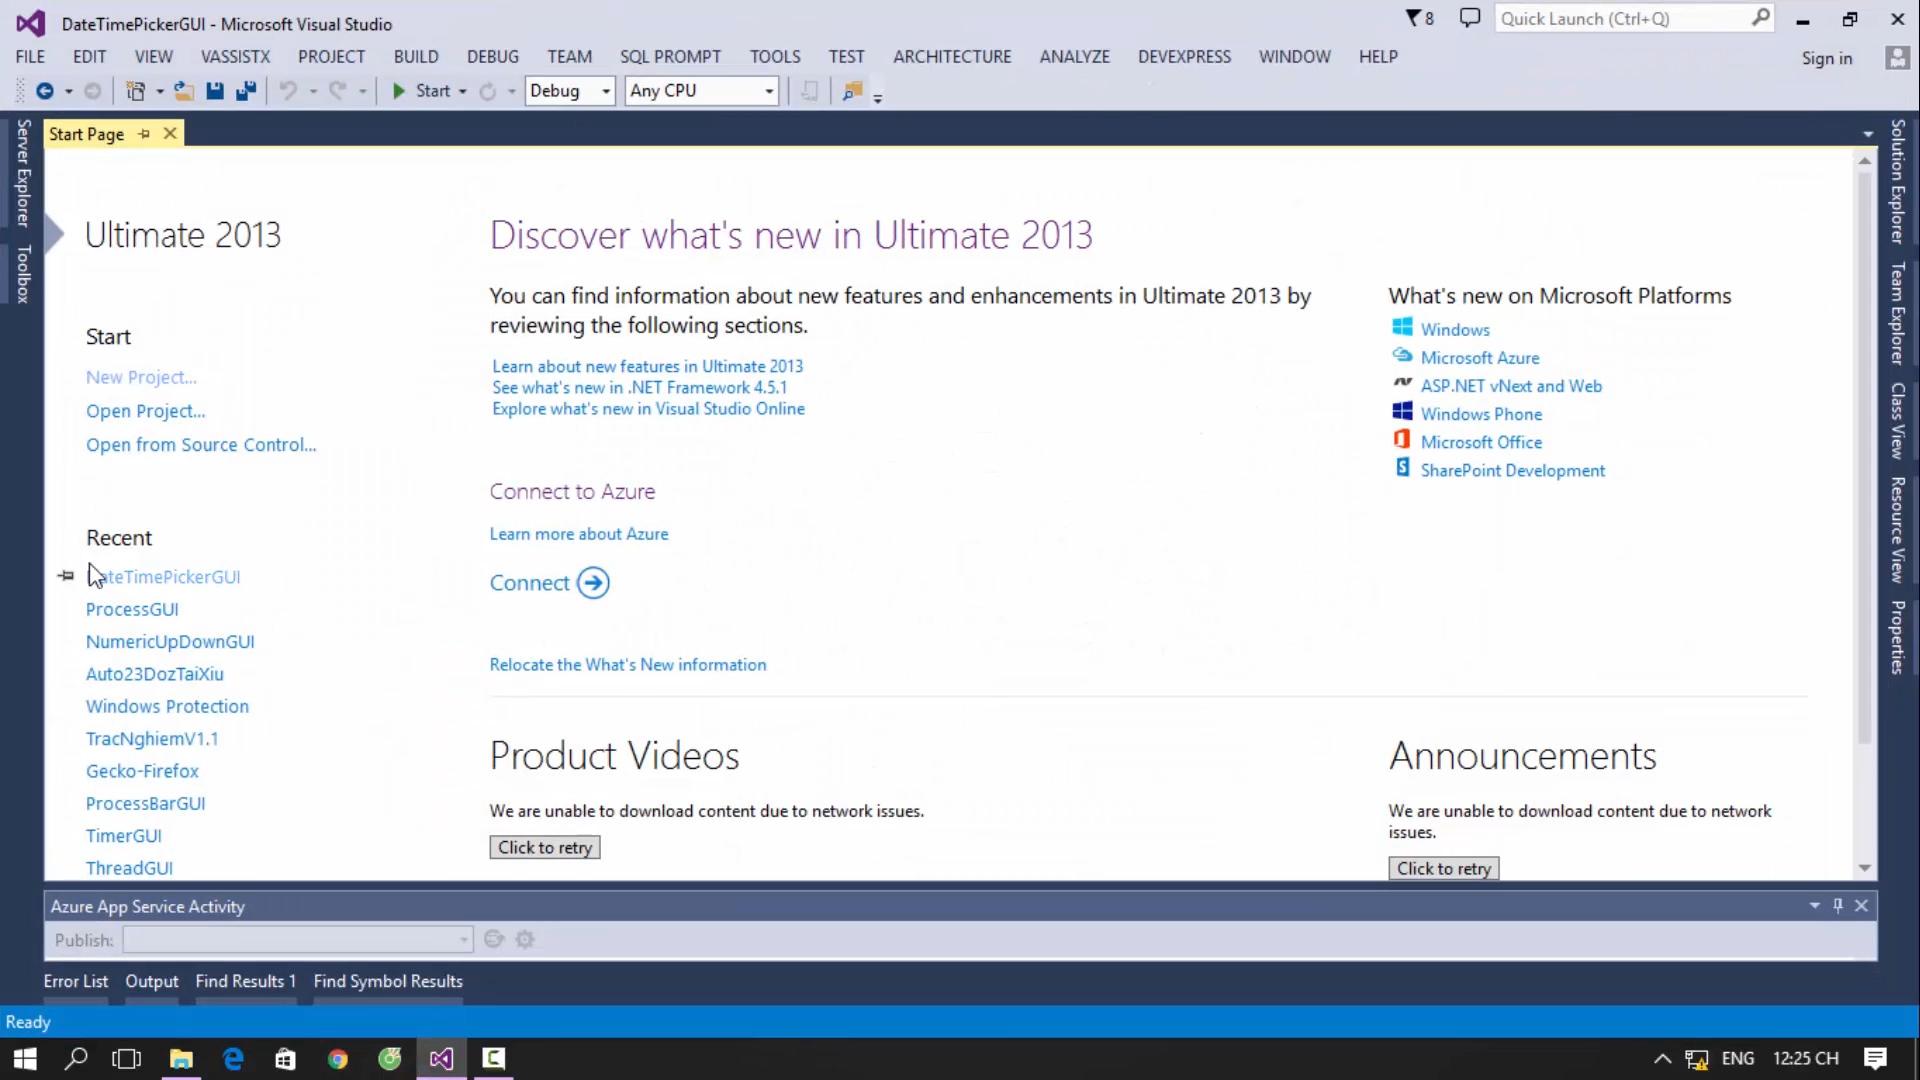 DateTimePickerGUI - Microsoft Visual Studio
8
Quick Launch (Ctrl+Q)
FILE EDIT VIEW VASSISTX PROJECT BUILD DEBUG TEAM SQL PROMPT TOOLS TEST ARCHITECTURE ANALYZE DEVEXPRESS WINDOW HELP
Sign in
Start Debug Any CPU
Server Explorer
Toolbox
Start Page
Ultimate 2013
Start
New Project...
Open Project...
Open from Source Control...
Recent
DateTimePickerGUI
ProcessGUI
NumericUpDownGUI
Auto23DozTaiXiu
Windows Protection
TracNghiemV1.1
Gecko-Firefox
ProcessBarGUI
TimerGUI
ThreadGUI
Discover what's new in Ultimate 2013
You can find information about new features and enhancements in Ultimate 2013 by
reviewing the following sections.
Learn about new features in Ultimate 2013
See what's new in .NET Framework 4.5.1
Explore what's new in Visual Studio Online
Connect to Azure
Learn more about Azure
Connect
Relocate the What's New information
What's new on Microsoft Platforms
Windows
Microsoft Azure
ASP.NET vNext and Web
Windows Phone
Microsoft Office
SharePoint Development
Product Videos
We are unable to download content due to network issues.
Click to retry
Announcements
We are unable to download content due to network
issues.
Click to retry
Solution Explorer
Team Explorer
Class View
Resource View
Properties
Azure App Service Activity
Publish:
Error List Output Find Results 1 Find Symbol Results
Ready
ENG 12:25 CH